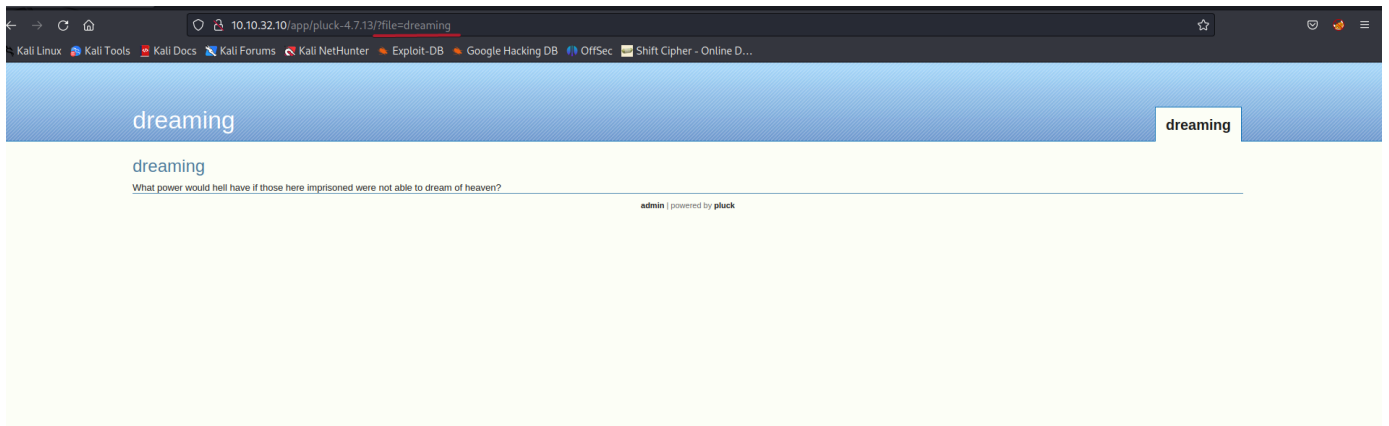 10.10.32.10/app/pluck-4.7.13/?file=dreaming
Kali Linux Kali Tools Kali Docs Kali Forums Kali NetHunter Exploit-DB Google Hacking DB OffSec Shift Cipher - Online D...
dreaming
dreaming
dreaming
What power would hell have if those here imprisoned were not able to dream of heaven?
admin | powered by pluck